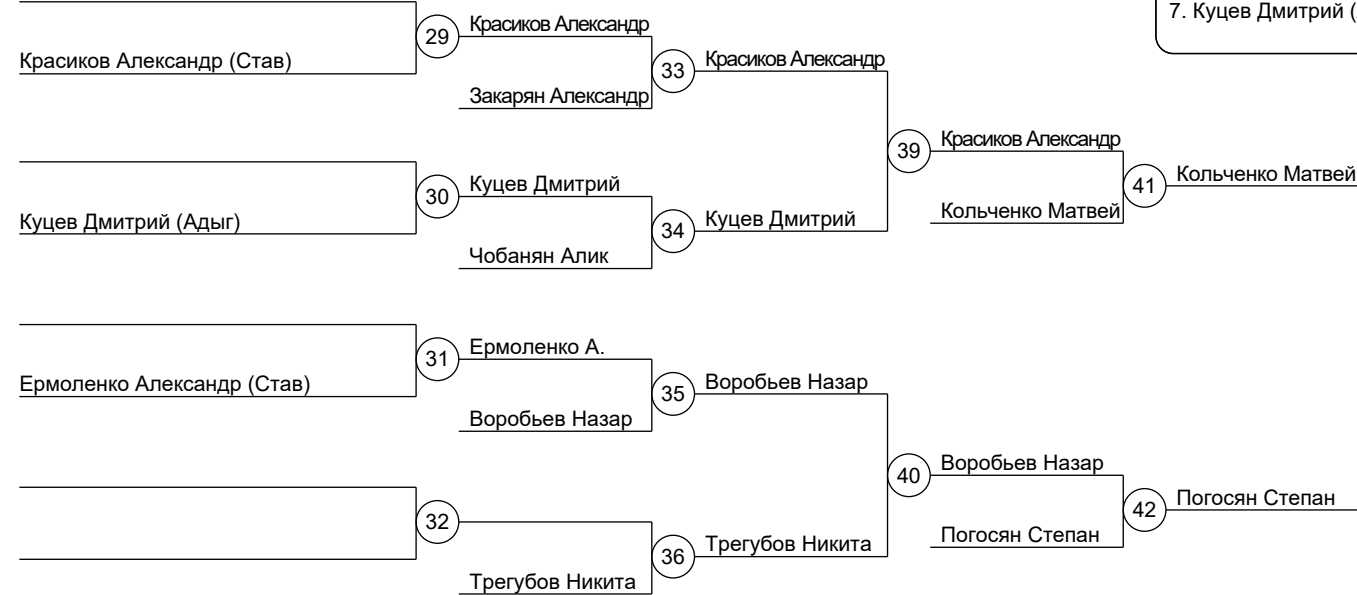 7. Куцев Дмитрий (
29
Красиков Александр
Красиков Александр (Став)
33
Красиков Александр
Закарян Александр
39
Красиков Александр
41
Кольченко Матвей
30
Куцев Дмитрий
Куцев Дмитрий (Адыг)
34
Куцев Дмитрий
Кольченко Матвей
Чобанян Алик
31
Ермоленко А.
Ермоленко Александр (Став)
35
Воробьев Назар
Воробьев Назар
40
Воробьев Назар
42
Погосян Степан
32
Погосян Степан
36
Трегубов Никита
Трегубов Никита